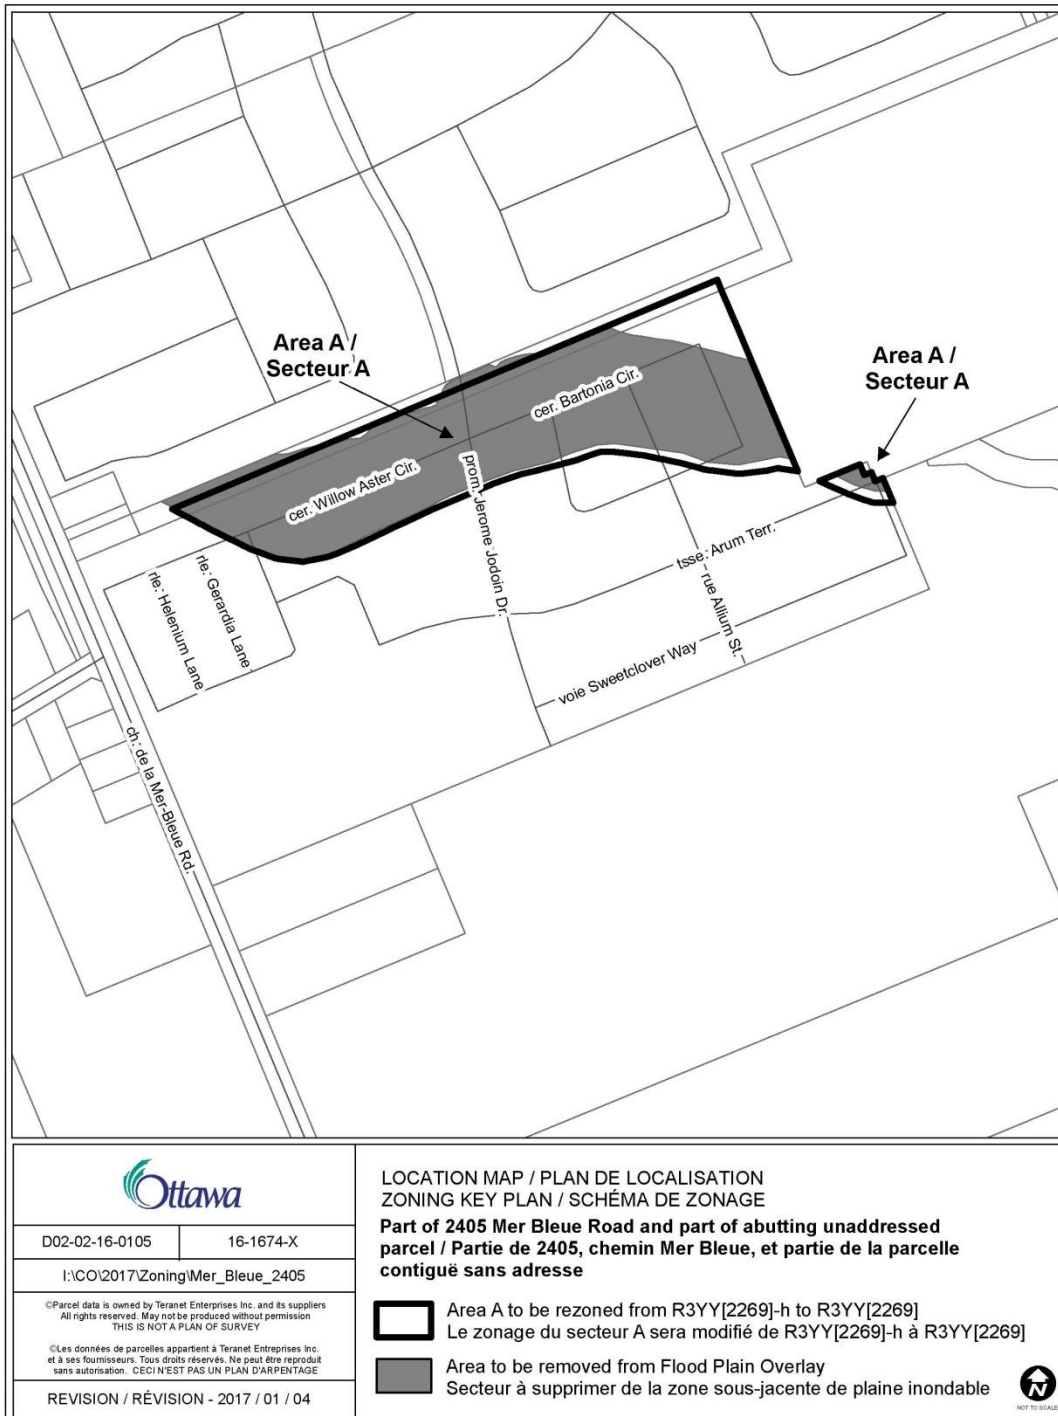 Area A /
Secteur A
Area A /
Secteur A
cer. Bartonia Cir.
cer. Willow Aster Cir.
prom. Jerome Jodoin Dr.
tsse. Arum Terr.
rle. Gerardia Lane
rle. Helenium Lane
rue Allium St.
voie Sweetclover Way
ch. de la Mer-Bleue Rd.
Ottawa
D02-02-16-0105
16-1674-X
I:\CO\2017\Zoning\Mer_Bleue_2405
©Parcel data is owned by Teranet Enterprises Inc. and its suppliers
All rights reserved. May not be produced without permission
THIS IS NOT A PLAN OF SURVEY
©Les données de parcelles appartient à Teranet Entreprises Inc.
et à ses fournisseurs. Tous droits réservés. Ne peut être reproduit
sans autorisation. CECI N'EST PAS UN PLAN D'ARPENTAGE
REVISION / RÉVISION - 2017 / 01 / 04
LOCATION MAP / PLAN DE LOCALISATION
ZONING KEY PLAN / SCHÉMA DE ZONAGE
Part of 2405 Mer Bleue Road and part of abutting unaddressed
parcel / Partie de 2405, chemin Mer Bleue, et partie de la parcelle
contiguë sans adresse
Area A to be rezoned from R3YY[2269]-h to R3YY[2269]
Le zonage du secteur A sera modifié de R3YY[2269]-h à R3YY[2269]
Area to be removed from Flood Plain Overlay
Secteur à supprimer de la zone sous-jacente de plaine inondable
N
NOT TO SCALE